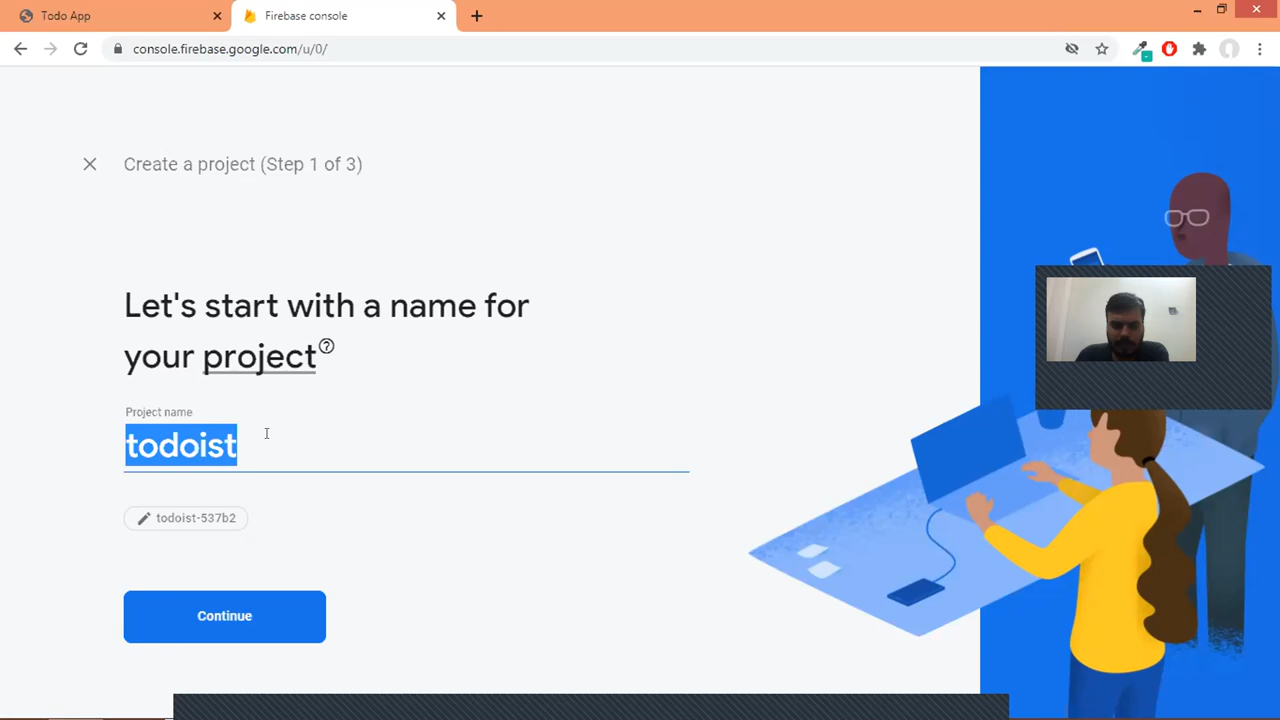 Todo App
Firebase console
console.firebase.google.com/u/0/
Create a project (Step 1 of 3)
Let's start with a name for
your project
Project name
todoist
todoist-537b2
Continue